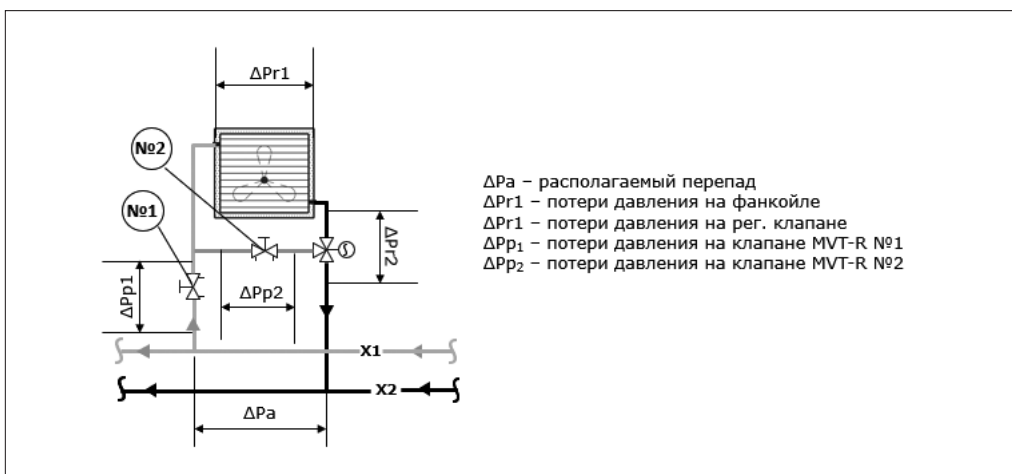 ΔPr1
№2
№1
ΔPr2
ΔPp1
ΔPp2
X1
X2
ΔPa
ΔPa – располагаемый перепад
ΔPr1 – потери давления на фанкойле
ΔPr1 – потери давления на рег. клапане
ΔPp₁ – потери давления на клапане MVT-R №1
ΔPp₂ – потери давления на клапане MVT-R №2